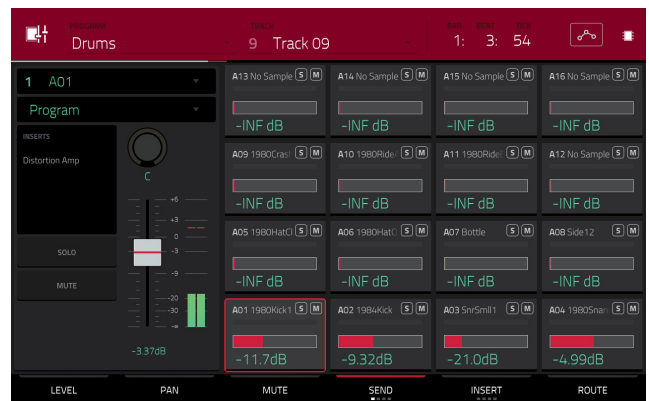 PROGRAM
Drums
TRACK
9 Track 09
BAR BEAT TICK
1: 3: 54
1 A01
Program
INSERTS
Distortion Amp
C
+6
+3
0
-3
-9
-20
-30
-∞
SOLO
MUTE
-3.37dB
A13 No Sample S M
-INF dB
A14 No Sample S M
-INF dB
A15 No Sample S M
-INF dB
A16 No Sample S M
-INF dB
A09 1980Crash S M
-INF dB
A10 1980Ride S M
-INF dB
A11 1980Ride S M
-INF dB
A12 No Sample S M
-INF dB
A05 1980HatCl S M
-INF dB
A06 1980HatO S M
-INF dB
A07 Bottle S M
-INF dB
A08 Side12 S M
-INF dB
A01 1980Kick1 S M
-11.7dB
A02 1984Kick S M
-9.32dB
A03 SnrSmll1 S M
-21.0dB
A04 1980Snar S M
-4.99dB
LEVEL
PAN
MUTE
SEND
INSERT
ROUTE